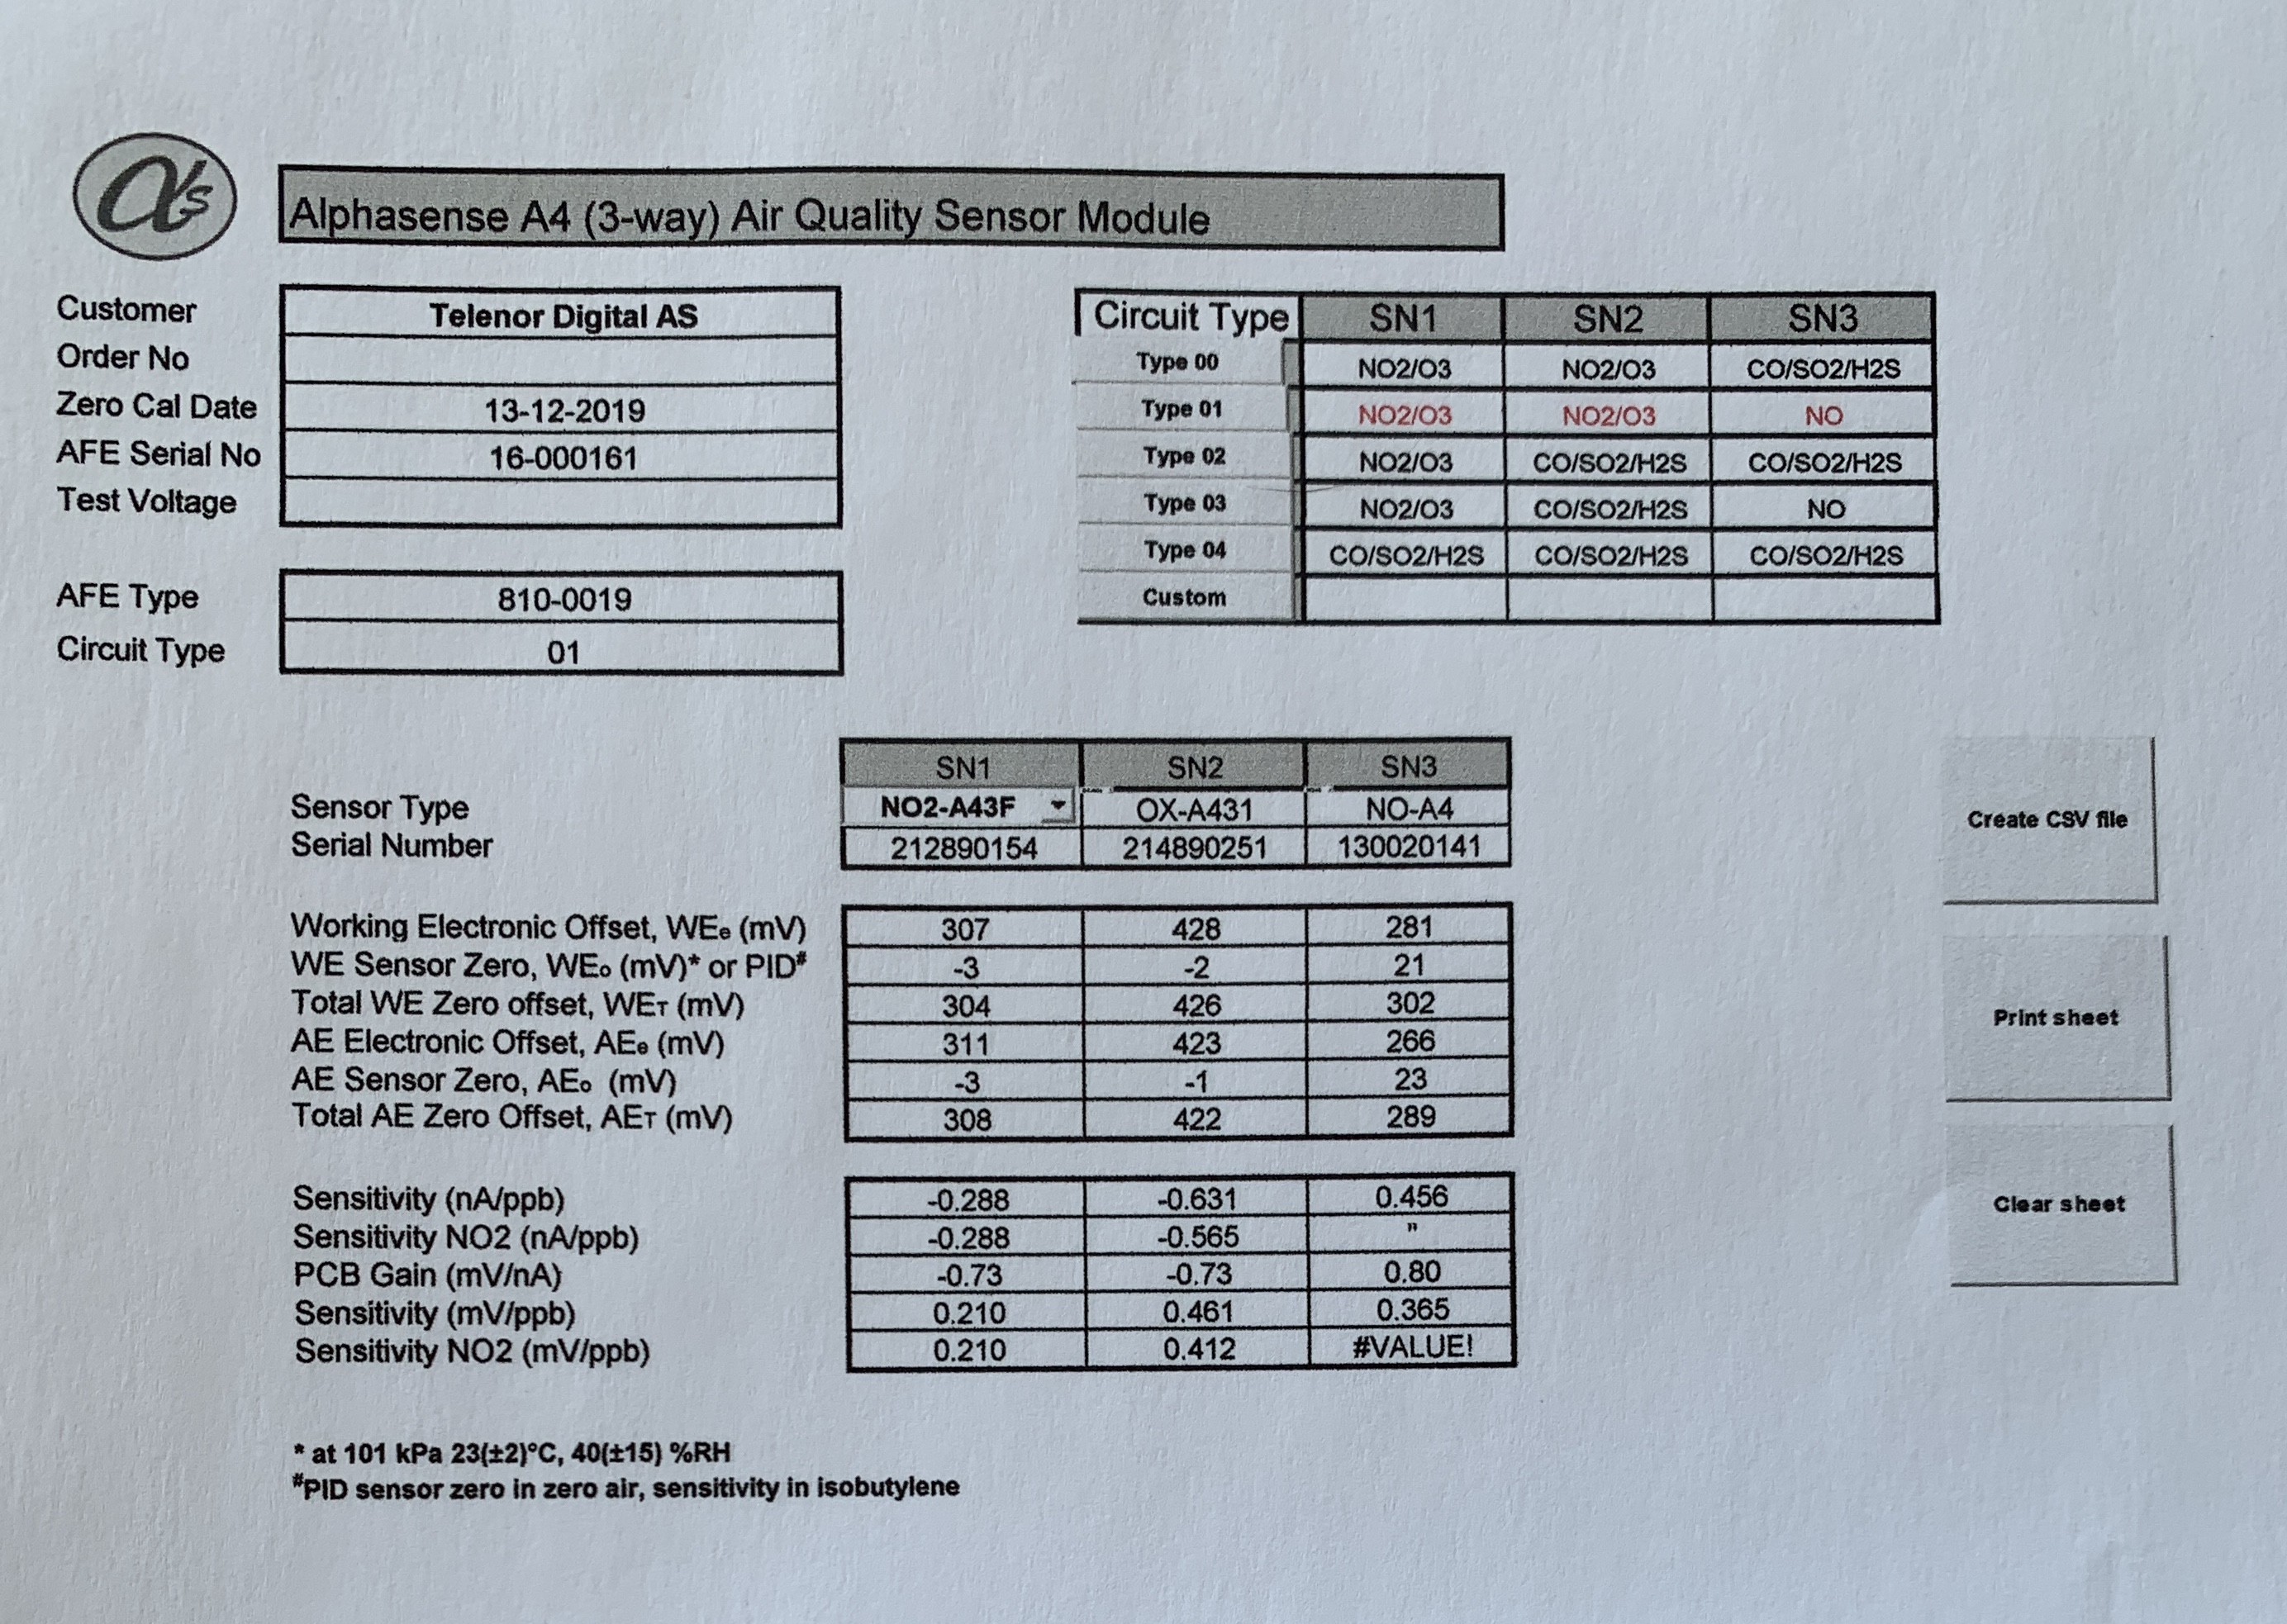 αs
Alphasense A4 (3-way) Air Quality Sensor Module
Customer Telenor Digital AS
Order No
Zero Cal Date 13-12-2019
AFE Serial No 16-000161
Test Voltage
AFE Type 810-0019
Circuit Type 01
Circuit Type SN1 SN2 SN3
Type 00 NO2/O3 NO2/O3 CO/SO2/H2S
Type 01 NO2/O3 NO2/O3 NO
Type 02 NO2/O3 CO/SO2/H2S CO/SO2/H2S
Type 03 NO2/O3 CO/SO2/H2S NO
Type 04 CO/SO2/H2S CO/SO2/H2S CO/SO2/H2S
Custom
SN1 SN2 SN3
Sensor Type NO2-A43F OX-A431 NO-A4
Serial Number 212890154 214890251 130020141
Working Electronic Offset, WEe (mV) 307 428 281
WE Sensor Zero, WEo (mV)* or PID# -3 -2 21
Total WE Zero offset, WET (mV) 304 426 302
AE Electronic Offset, AEe (mV) 311 423 266
AE Sensor Zero, AEo (mV) -3 -1 23
Total AE Zero Offset, AET (mV) 308 422 289
Sensitivity (nA/ppb) -0.288 -0.631 0.456
Sensitivity NO2 (nA/ppb) -0.288 -0.565 "
PCB Gain (mV/nA) -0.73 -0.73 0.80
Sensitivity (mV/ppb) 0.210 0.461 0.365
Sensitivity NO2 (mV/ppb) 0.210 0.412 #VALUE!
* at 101 kPa 23(±2)°C, 40(±15) %RH
#PID sensor zero in zero air, sensitivity in isobutylene
Create CSV file
Print sheet
Clear sheet